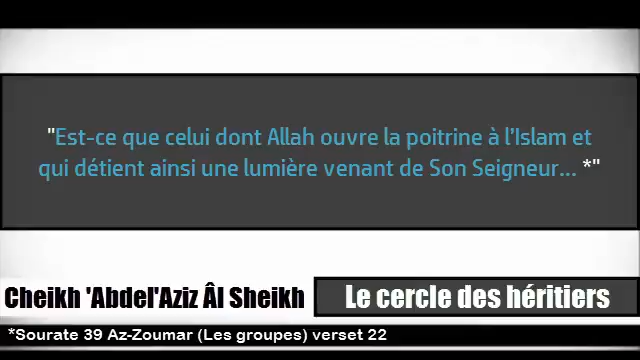 "Est-ce que celui dont Allah ouvre la poitrine à l'Islam et
qui détient ainsi une lumière venant de Son Seigneur... *"
Cheikh 'Abdel'Aziz Âl Sheikh
Le cercle des héritiers
*Sourate 39 Az-Zoumar (Les groupes) verset 22